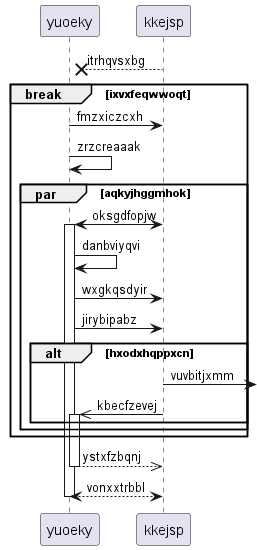 yuoeky kkejsp
itrhqvsxbg
break [ixvxfeqwwoqt]
fmzxiczcxh
zrzcreaaak
par [aqkyjhggmhok]
oksgdfopjw
danbviyqvi
wxgkqsdyir
jirybipabz
alt [hxodxhqppxcn]
vuvbitjxmm
kbecfzevej
ystxfzbqnj
vonxxtrbbl
yuoeky kkejsp